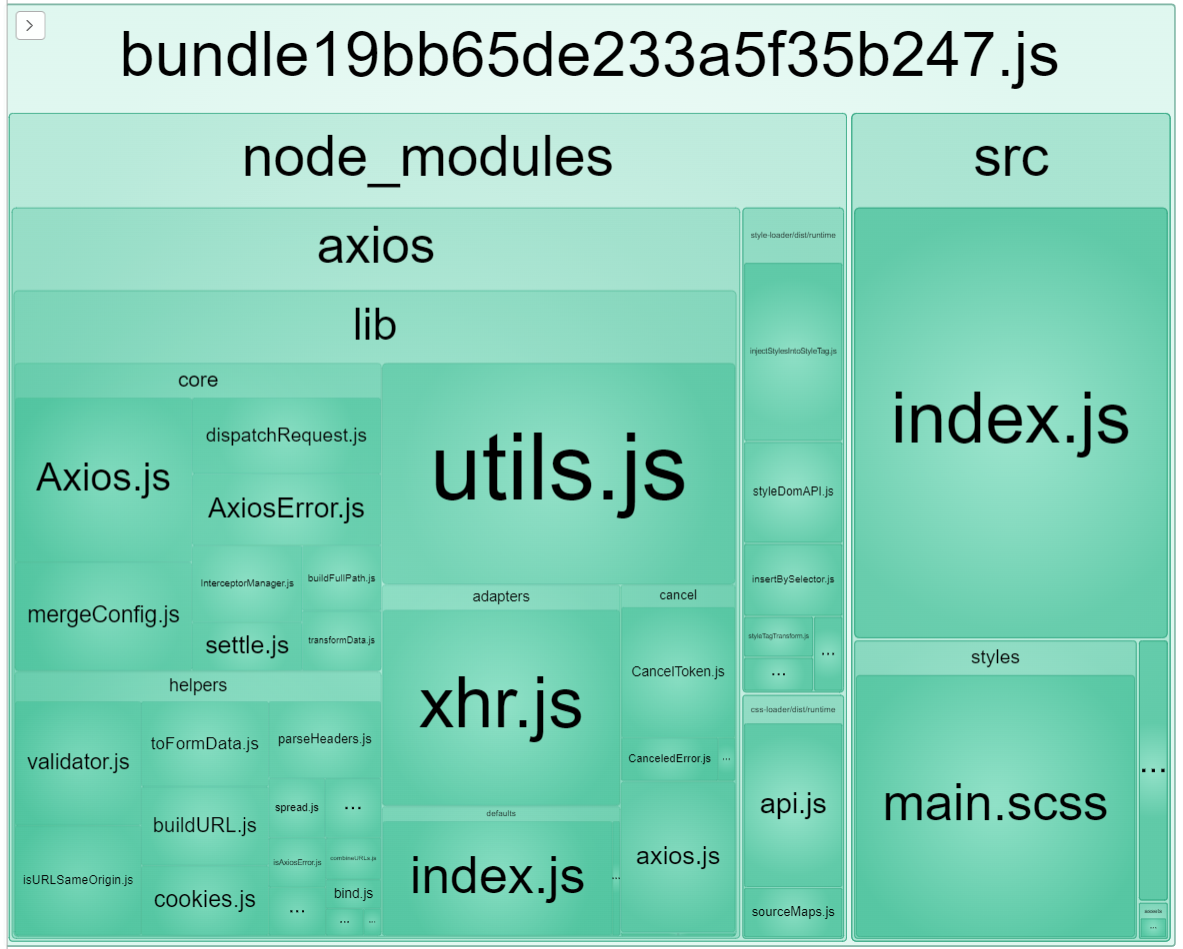 bundle19bb65de233a5f35b247.js
node_modules
axios
lib
core
Axios.js
dispatchRequest.js
AxiosError.js
mergeConfig.js
InterceptorManager.js
buildFullPath.js
settle.js
transformData.js
helpers
validator.js
toFormData.js
parseHeaders.js
buildURL.js
spread.js
...
isURLSameOrigin.js
cookies.js
isAxiosError.js
combineURLs.js
...
bind.js
...
...
utils.js
adapters
xhr.js
defaults
index.js
...
cancel
CancelToken.js
CanceledError.js
...
axios.js
style-loader/dist/runtime
injectStylesIntoStyleTag.js
styleDomAPI.js
insertBySelector.js
styleTagTransform.js
...
...
css-loader/dist/runtime
api.js
sourceMaps.js
src
index.js
styles
main.scss
...
assets
...